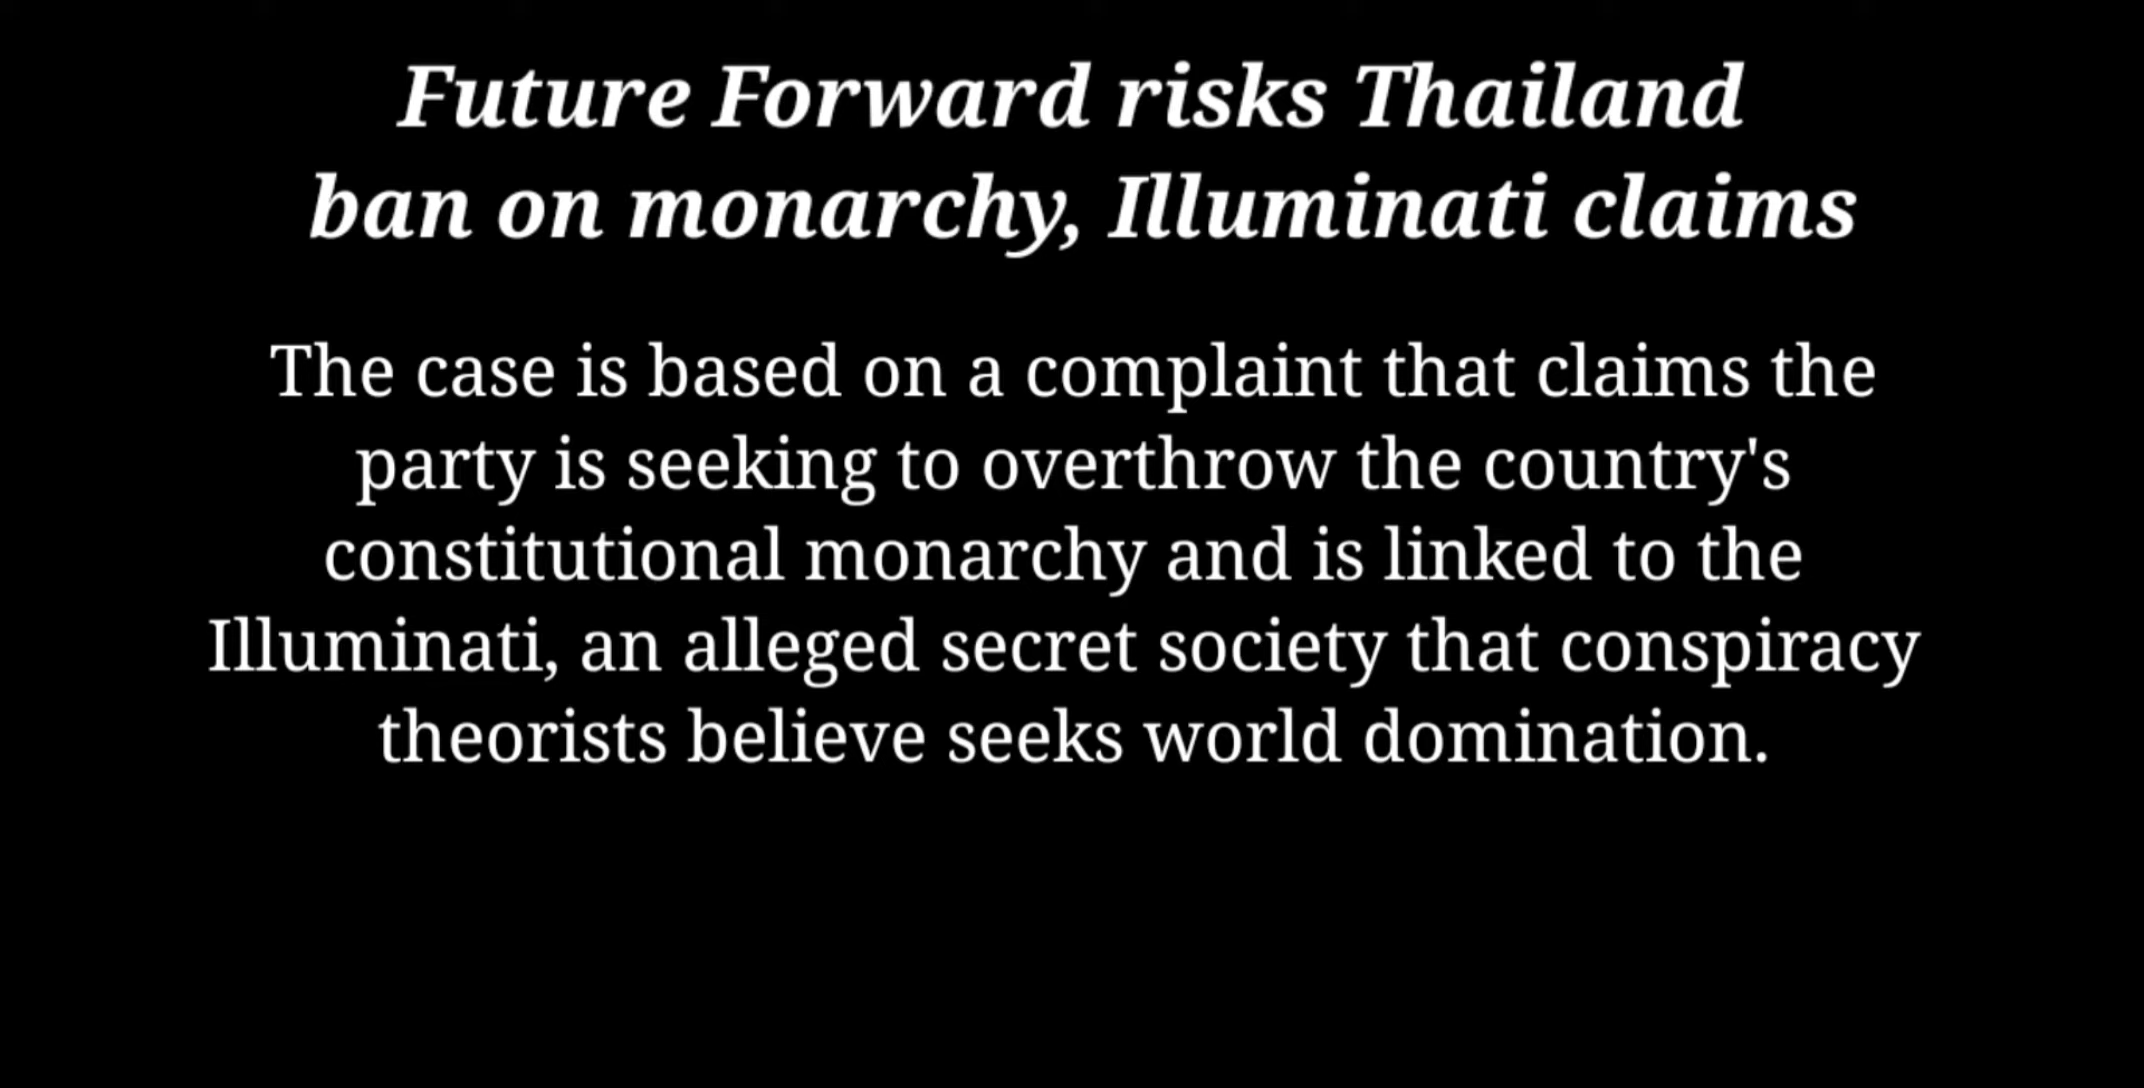 Future Forward risks Thailand
ban on monarchy, Illuminati claims
The case is based on a complaint that claims the
party is seeking to overthrow the country's
constitutional monarchy and is linked to the
Illuminati, an alleged secret society that conspiracy
theorists believe seeks world domination.